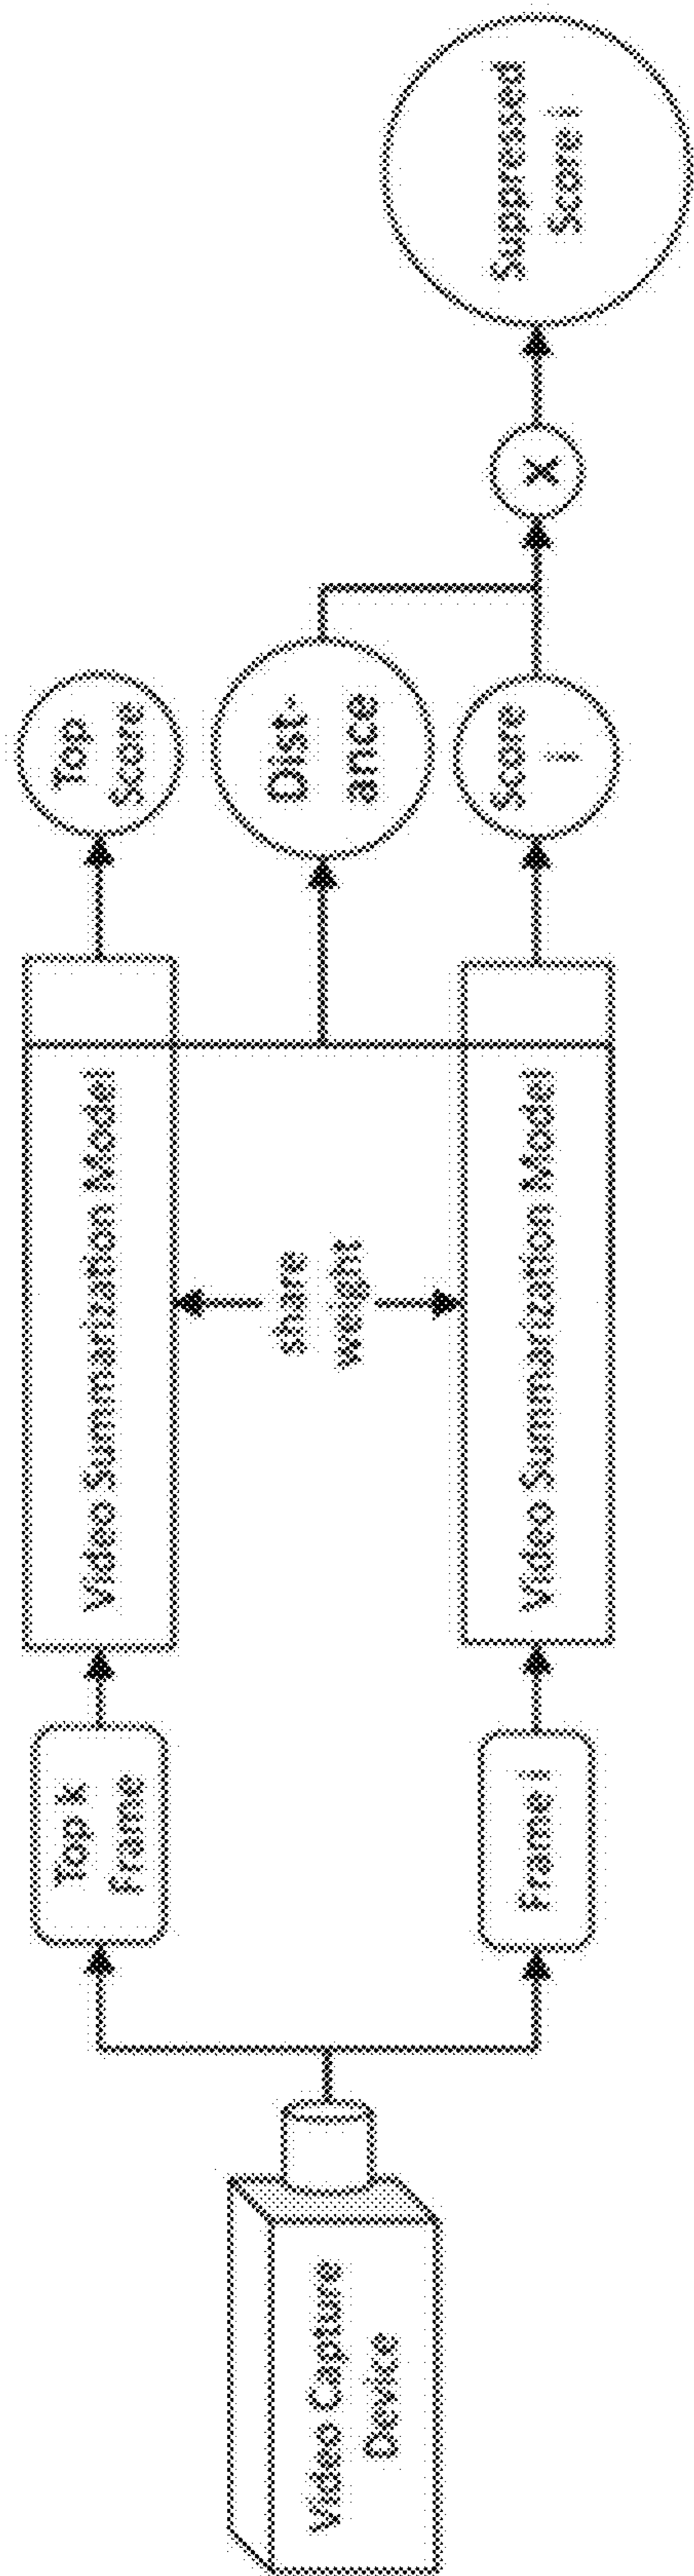 Video Capture
Device
Top k
Frame
Frame i
Video Summarization Model
share
weight
Video Summarization Model
Top
Score
Dist-
ance
Score
i
x
Suppressed
Score i